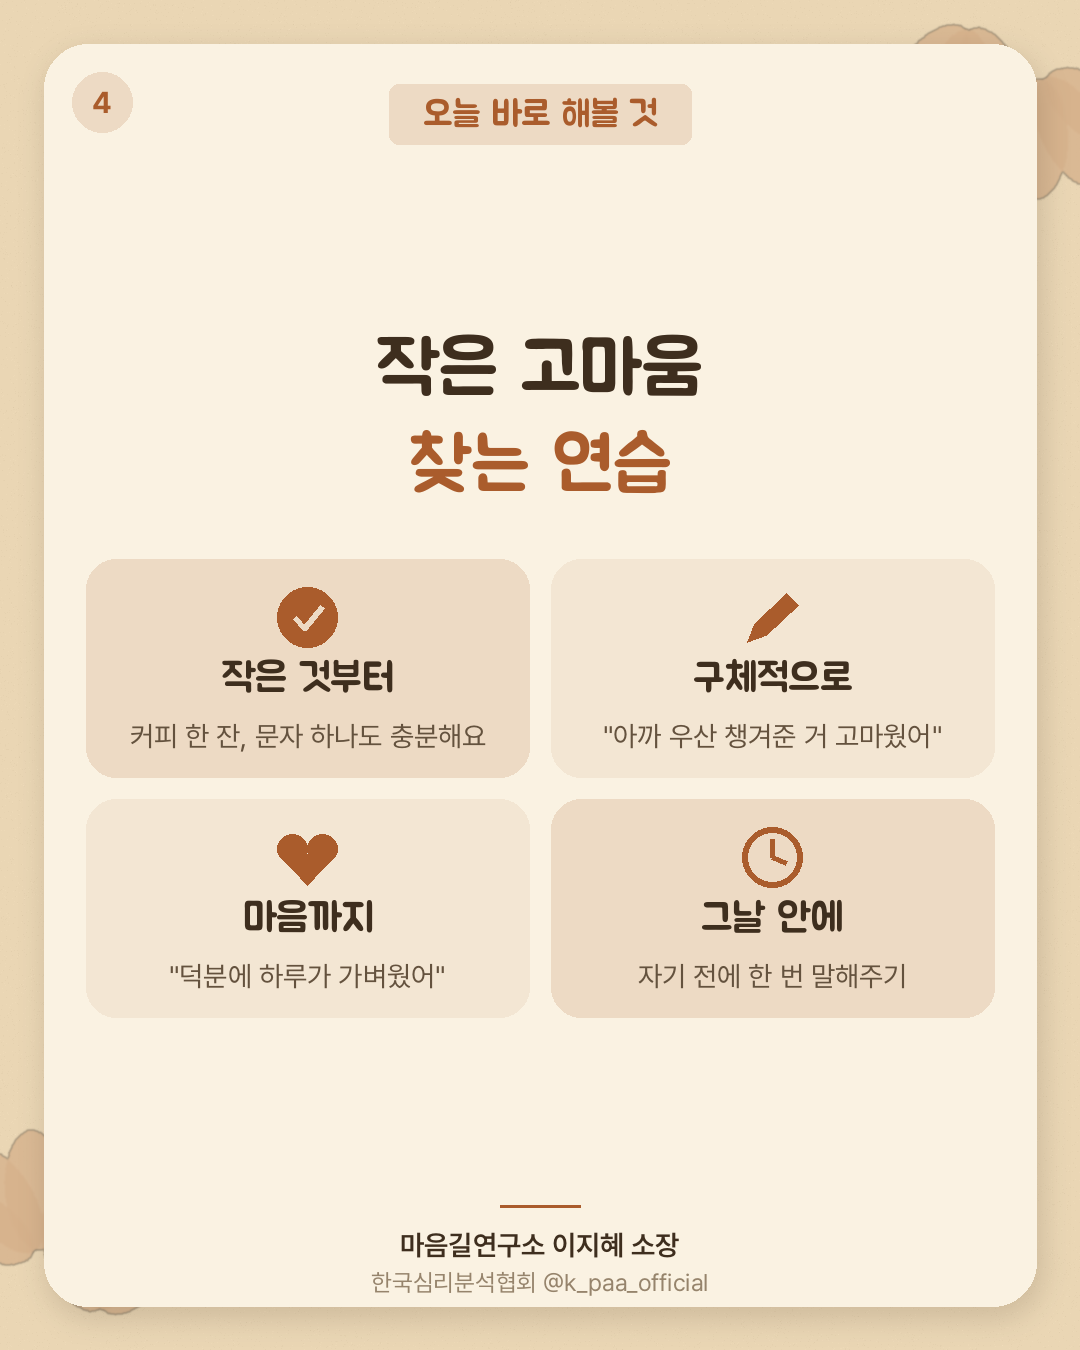 4
오늘 바로 해볼 것
작은 고마움
찾는 연습
작은 것부터
커피 한 잔, 문자 하나도 충분해요
구체적으로
"아까 우산 챙겨준 거 고마웠어"
마음까지
"덕분에 하루가 가벼웠어"
그날 안에
자기 전에 한 번 말해주기
마음길연구소 이지혜 소장
한국심리분석협회 @k_paa_official